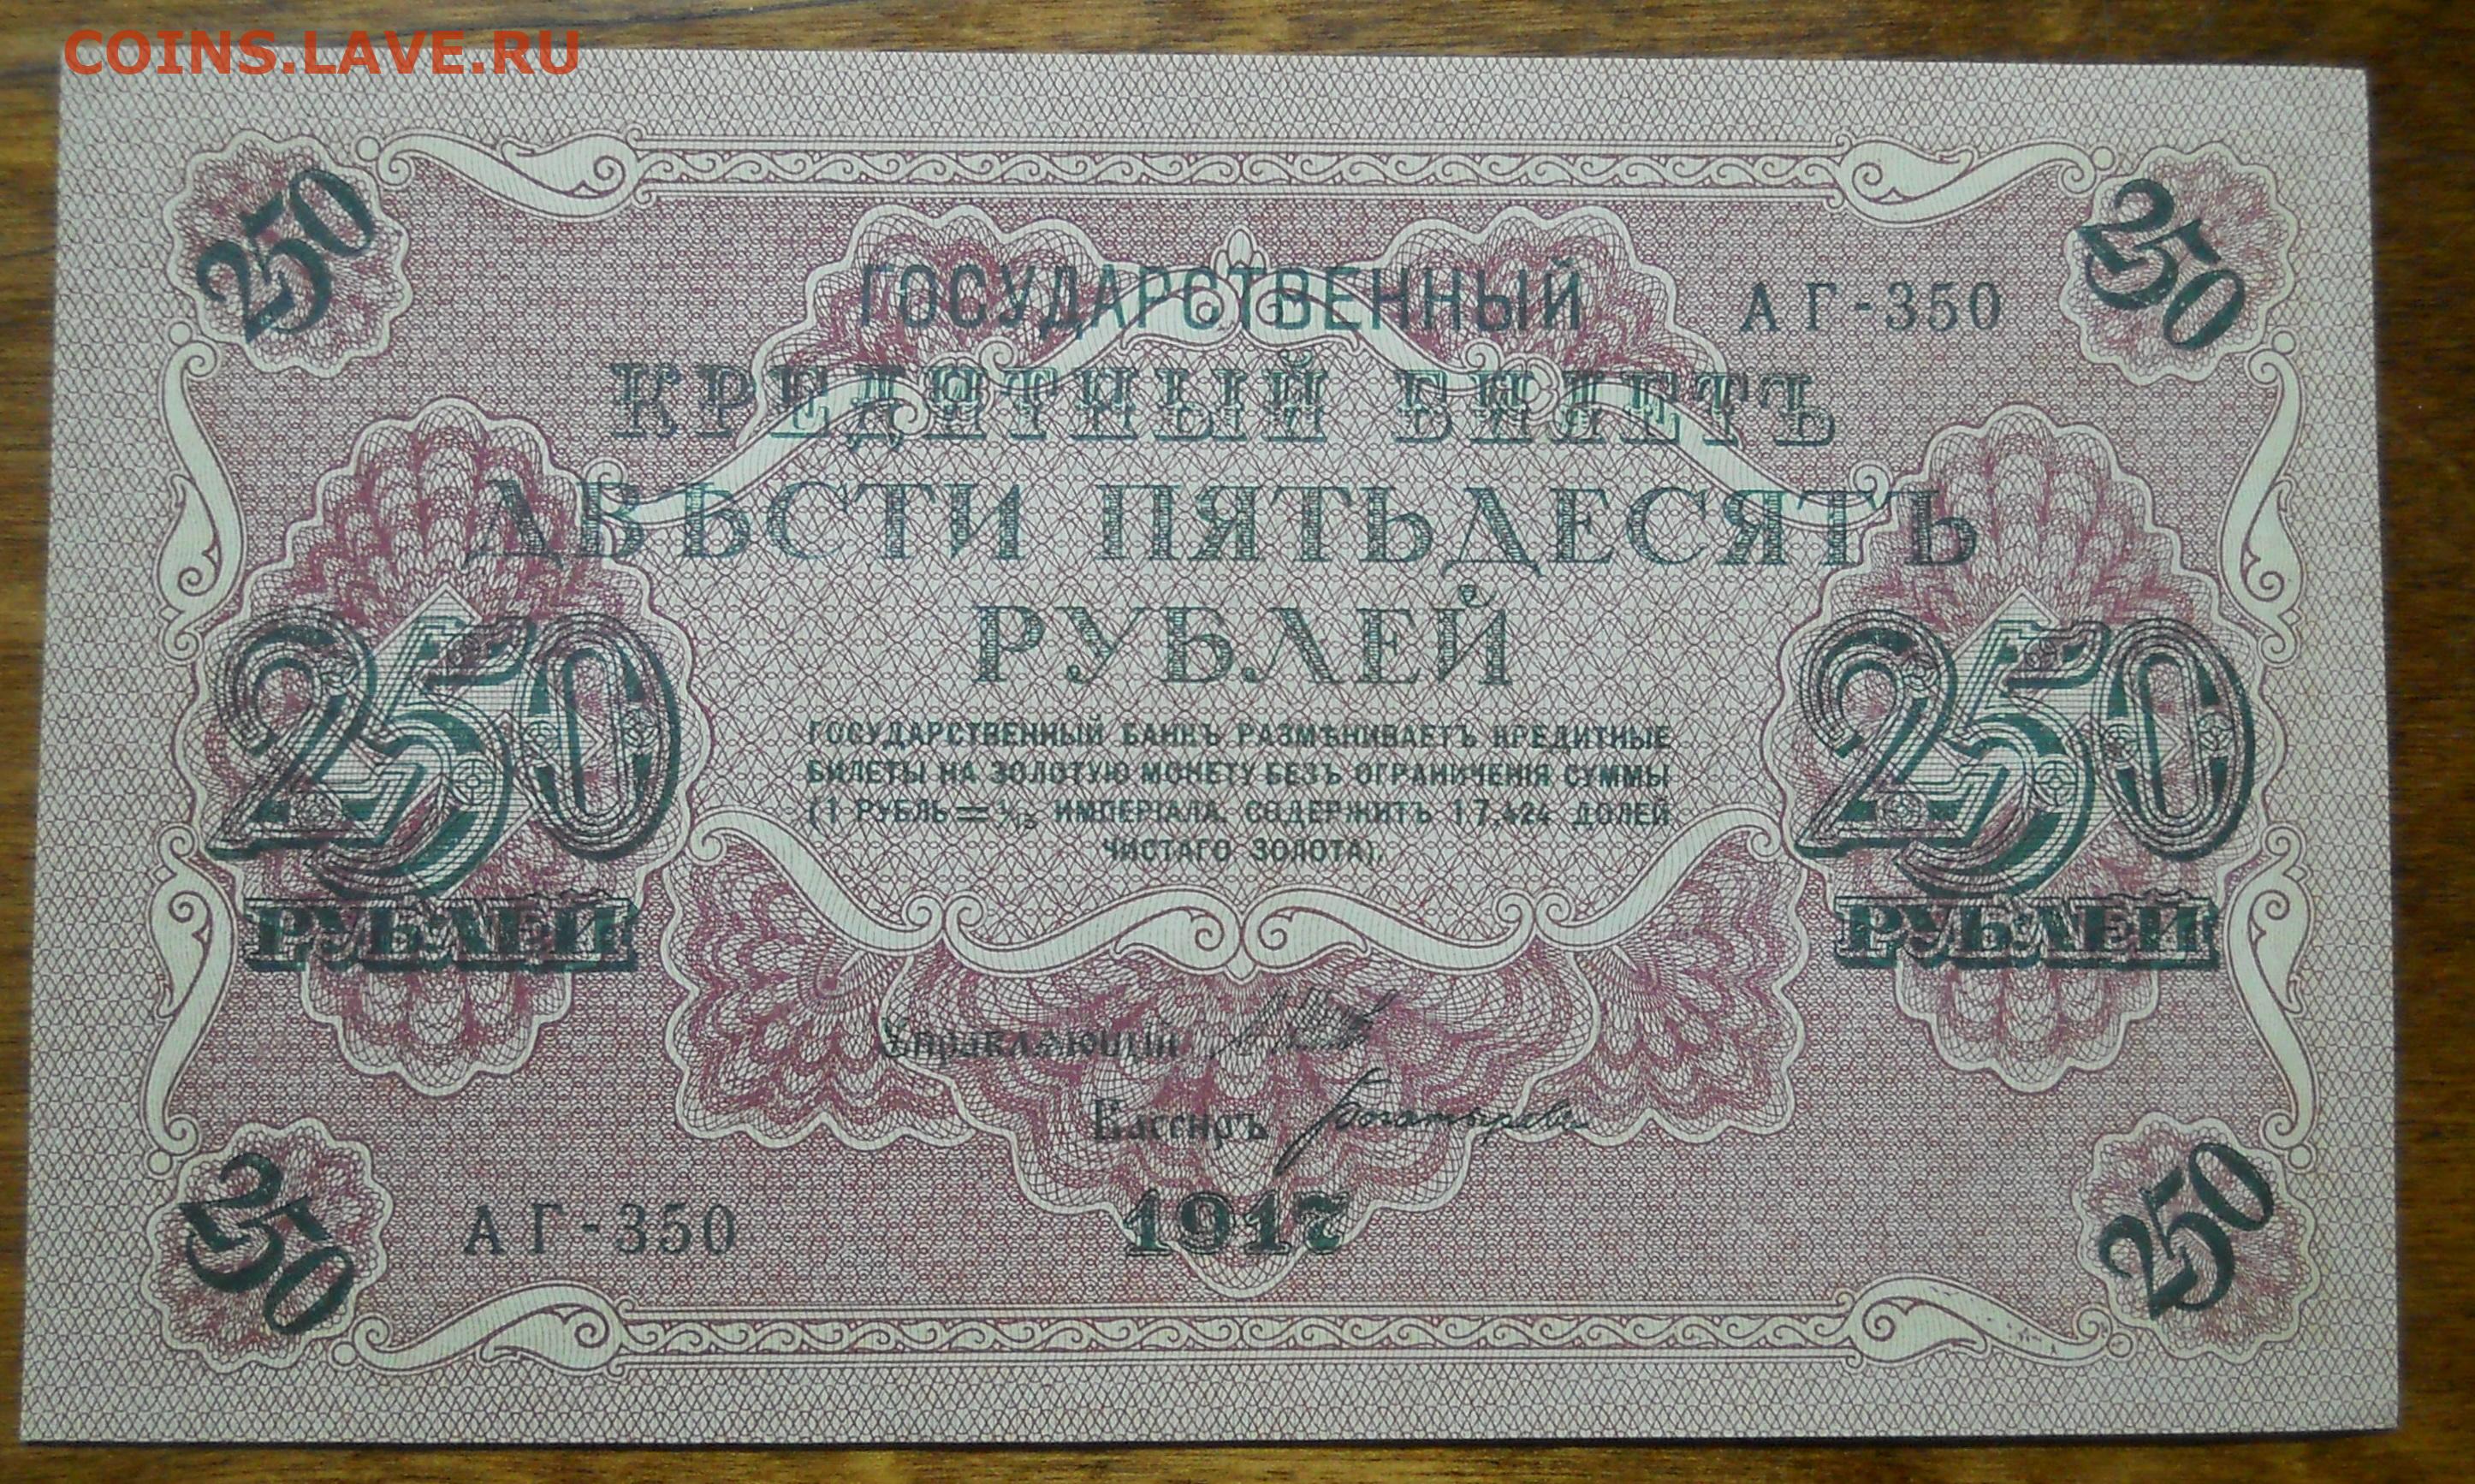 COINS.LAVE.RU
250
250
ГОСУДАРСТВЕННЫЙ
АГ-350
КРЕДИТНЫЙ БИЛЕТЪ
ДВѢСТИ ПЯТЬДЕСЯТЪ
РУБЛЕЙ
250
РУБЛЕЙ
250
РУБЛЕЙ
ГОСУДАРСТВЕННЫЙ БАНКЪ РАЗМѢНИВАЕТЪ КРЕДИТНЫЕ
БИЛЕТЫ НА ЗОЛОТУЮ МОНЕТУ БЕЗЪ ОГРАНИЧЕНІЯ СУММЫ
(1 РУБЛЬ = 1/15 ИМПЕРІАЛА, СОДЕРЖИТЪ 17,424 ДОЛЕЙ
ЧИСТАГО ЗОЛОТА).
Управляющій
Кассиръ Богатырев
АГ-350
1917
250
250